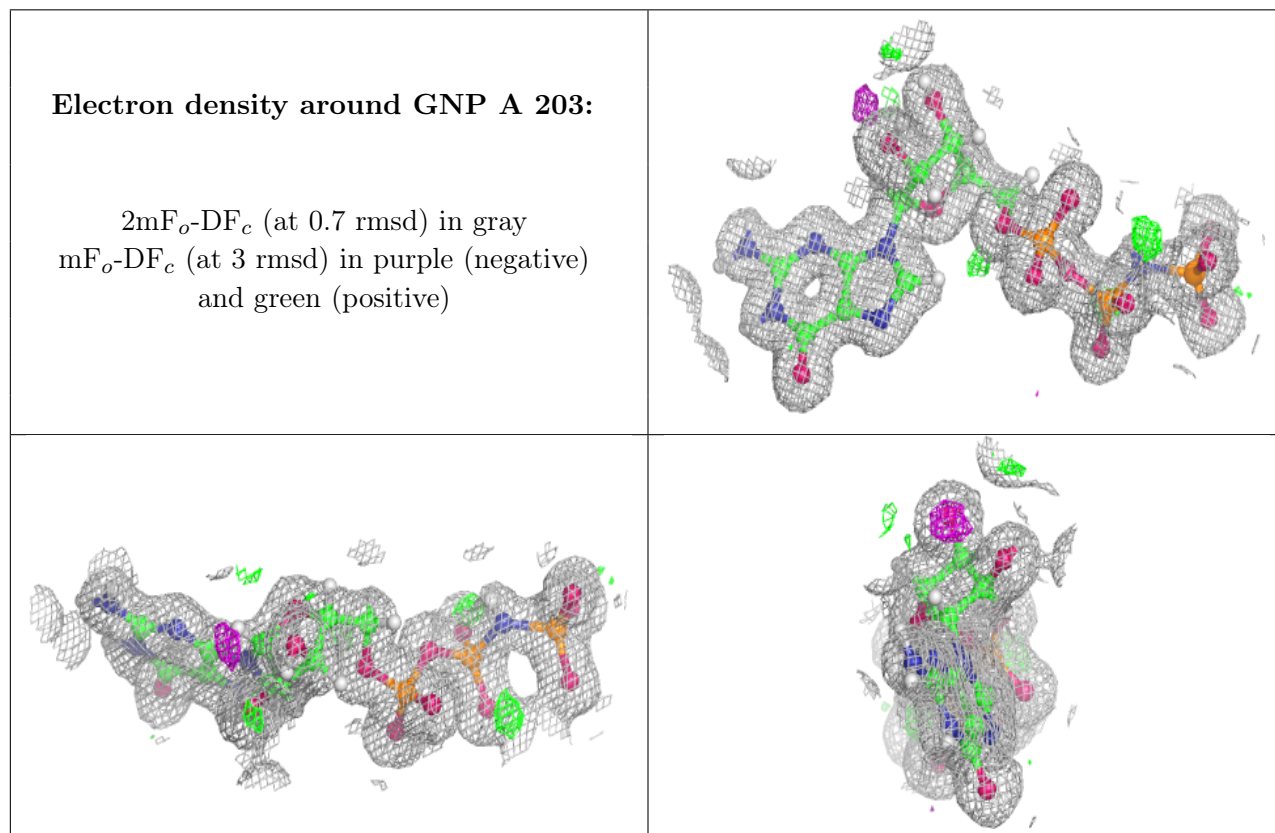 Electron density around GNP A 203:
2mFo-DFc (at 0.7 rmsd) in gray
mFo-DFc (at 3 rmsd) in purple (negative)
and green (positive)